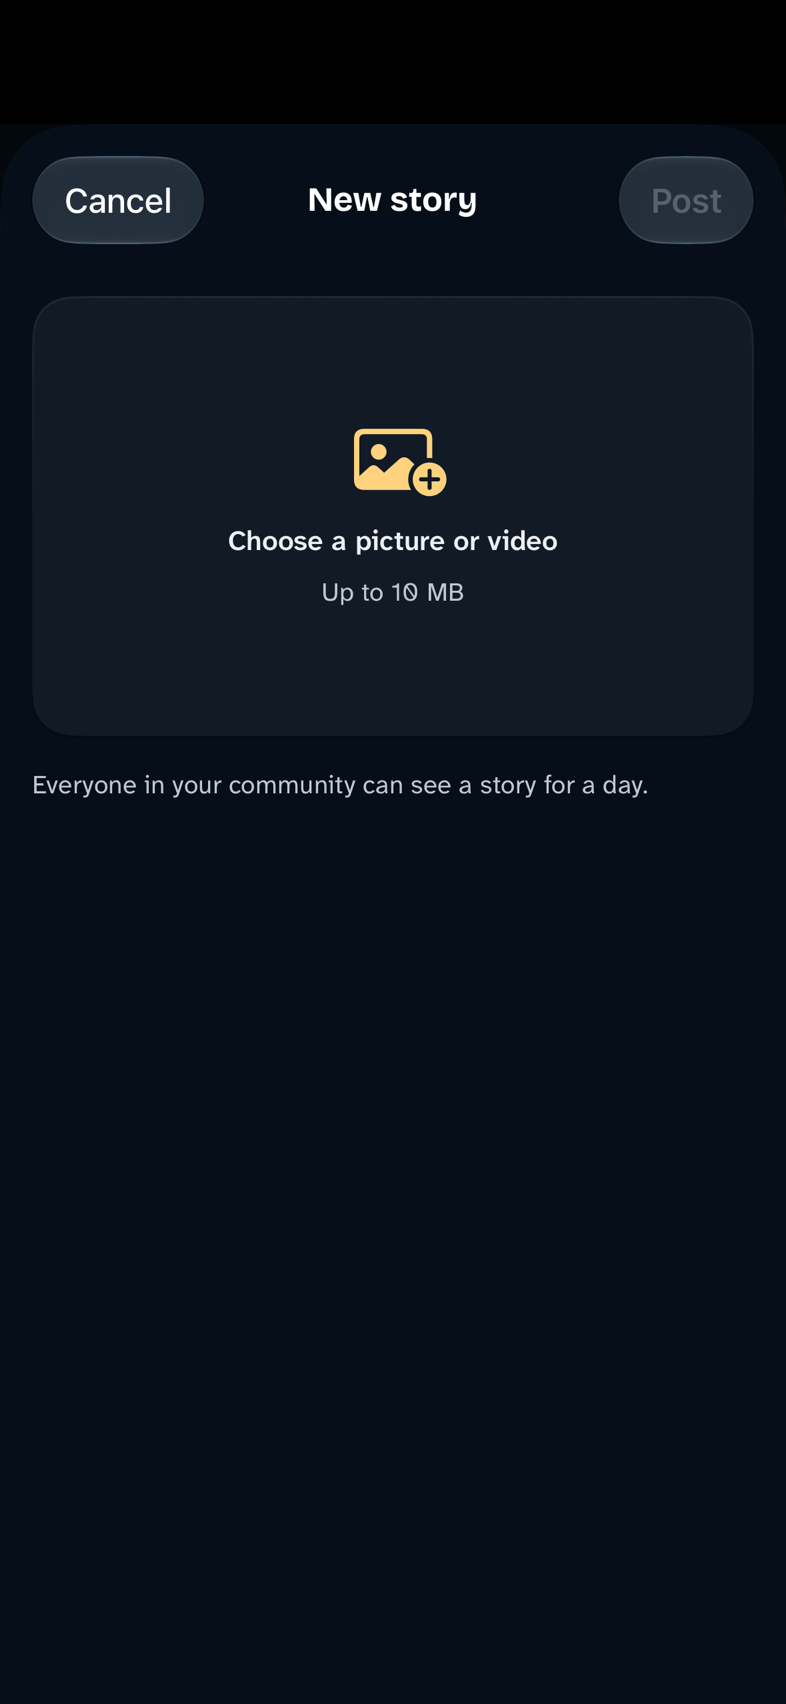 Cancel
New story
Post
Choose a picture or video
Up to 10 MB
Everyone in your community can see a story for a day.